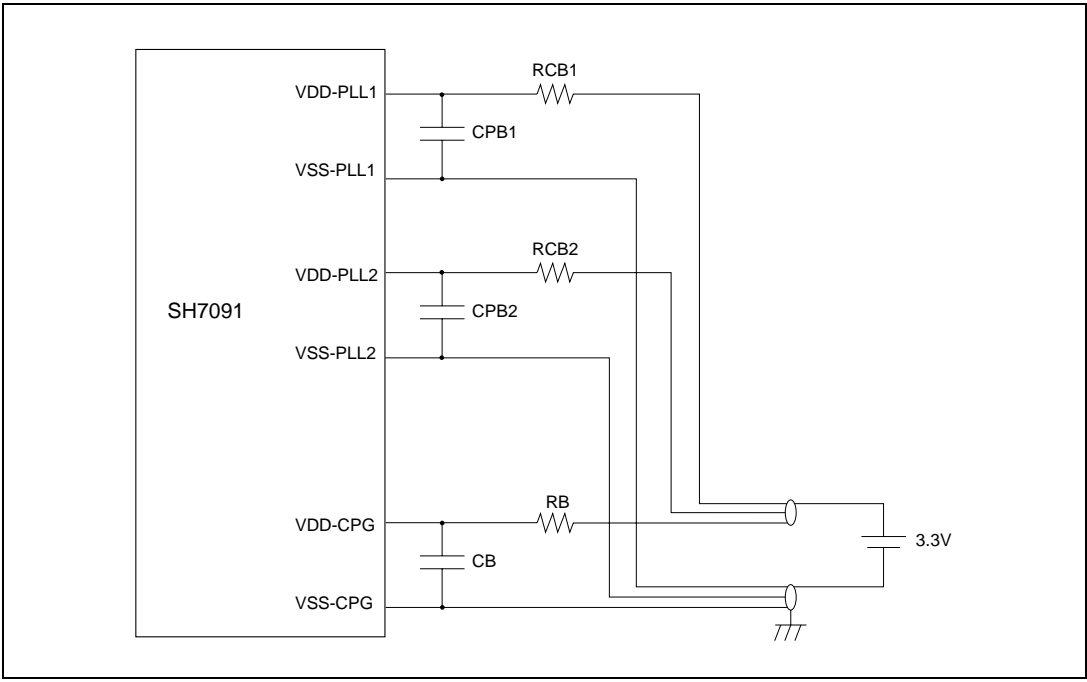 RCB1
VDD-PLL1
CPB1
VSS-PLL1
RCB2
VDD-PLL2
SH7091
CPB2
VSS-PLL2
RB
VDD-CPG
3.3V
CB
VSS-CPG